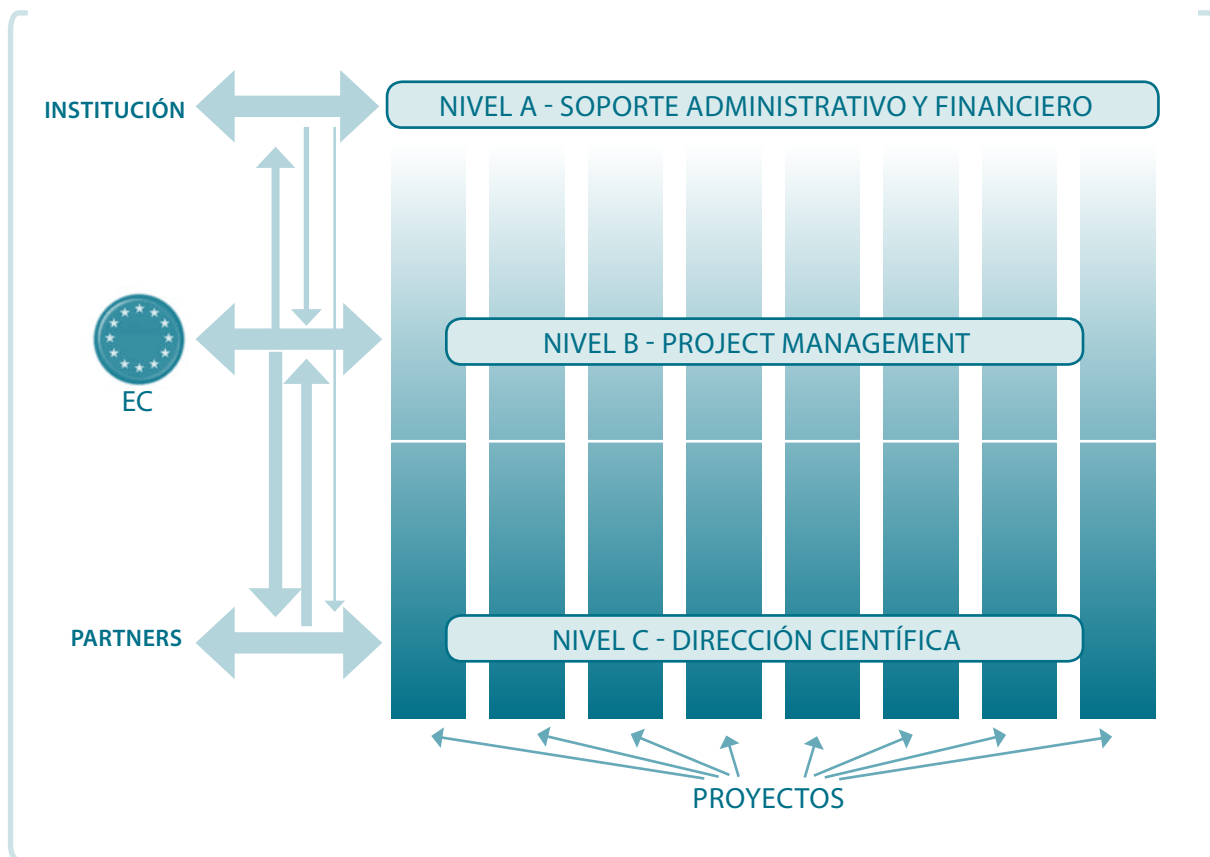 INSTITUCIÓN
NIVEL A - SOPORTE ADMINISTRATIVO Y FINANCIERO
NIVEL B - PROJECT MANAGEMENT
EC
PARTNERS
NIVEL C - DIRECCIÓN CIENTÍFICA
PROYECTOS